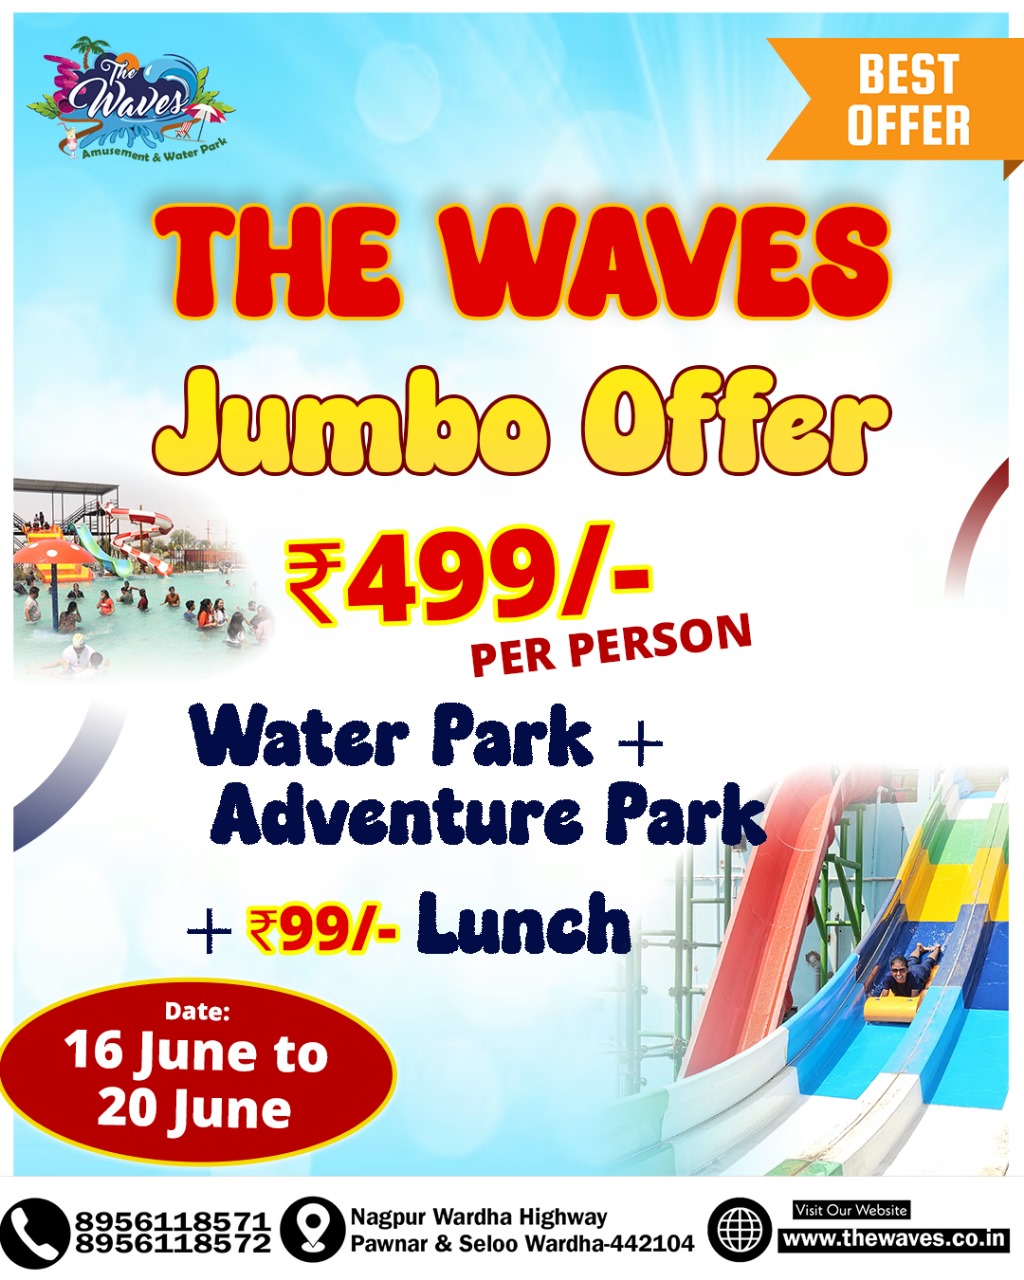 The
Waves
Amusement & Water Park
BEST
OFFER
THE WAVES
Jumbo Offer
₹499/-
PER PERSON
Water Park +
Adventure Park
+ ₹99/- Lunch
Date:
16 June to
20 June
8956118571
8956118572
Nagpur Wardha Highway
Pawnar & Seloo Wardha-442104
Visit Our Website
www.thewaves.co.in